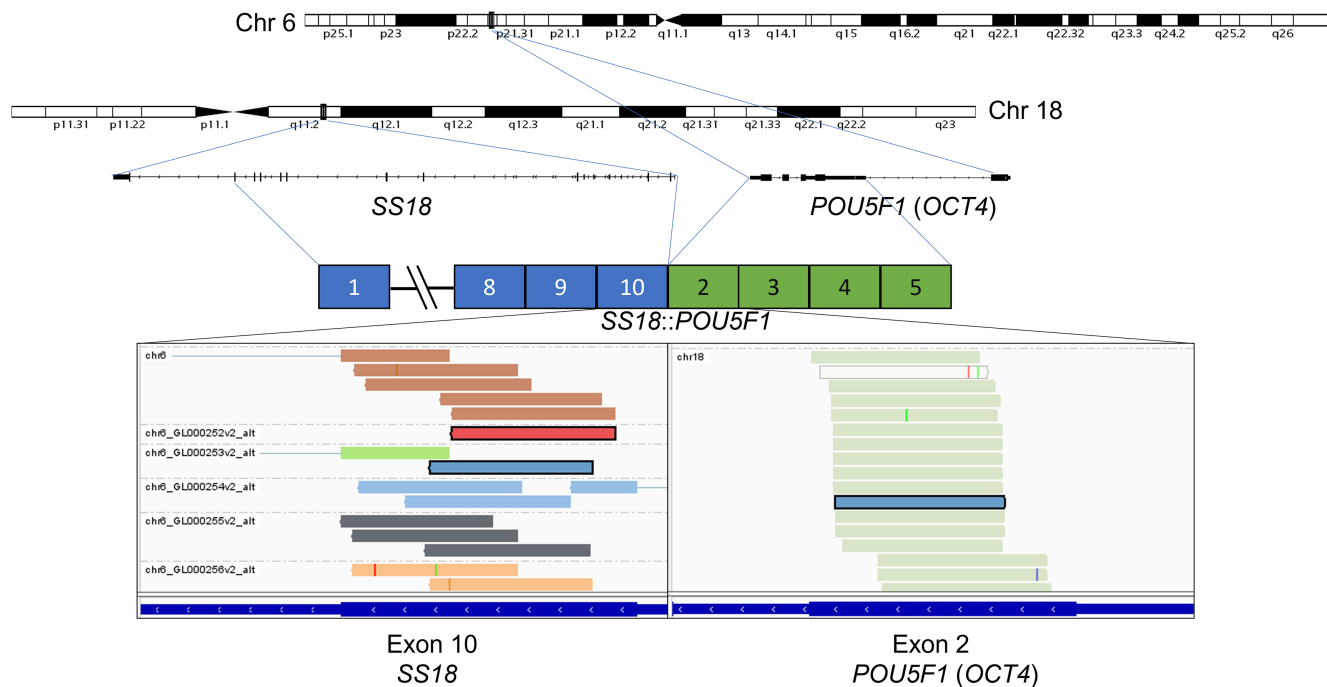 Chr 6
p25.1 p23 p22.2 p21.31 p21.1 p12.2 q11.1 q13 q14.1 q15 q16.2 q21 q22.1 q22.32 q23.3 q24.2 q25.2 q26
Chr 18
p11.31 p11.22 p11.1 q11.2 q12.1 q12.2 q12.3 q21.1 q21.2 q21.31 q21.33 q22.1 q22.2 q23
SS18
POU5F1 (OCT4)
1 8 9 10 2 3 4 5
SS18::POU5F1
chr6
chr6_GL000252v2_alt
chr6_GL000253v2_alt
chr6_GL000254v2_alt
chr6_GL000255v2_alt
chr6_GL000256v2_alt
chr18
Exon 10
SS18
Exon 2
POU5F1 (OCT4)